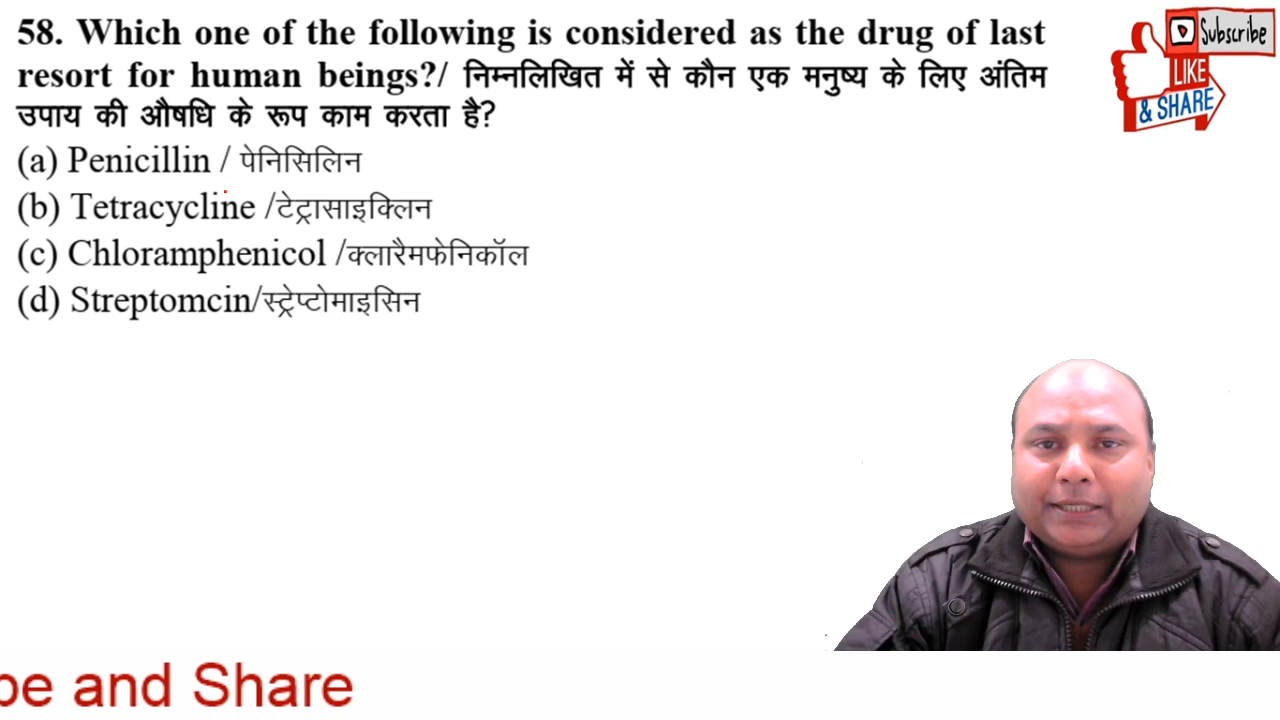 58. Which one of the following is considered as the drug of last
resort for human beings?/ निम्नलिखित में से कौन एक मनुष्य के लिए अंतिम
उपाय की औषधि के रूप काम करता है?
(a) Penicillin / पेनिसिलिन
(b) Tetracycline /टेट्रासाइक्लिन
(c) Chloramphenicol /क्लारैमफेनिकॉल
(d) Streptomcin/स्ट्रेप्टोमाइसिन
Subscribe
LIKE
& SHARE
be and Share